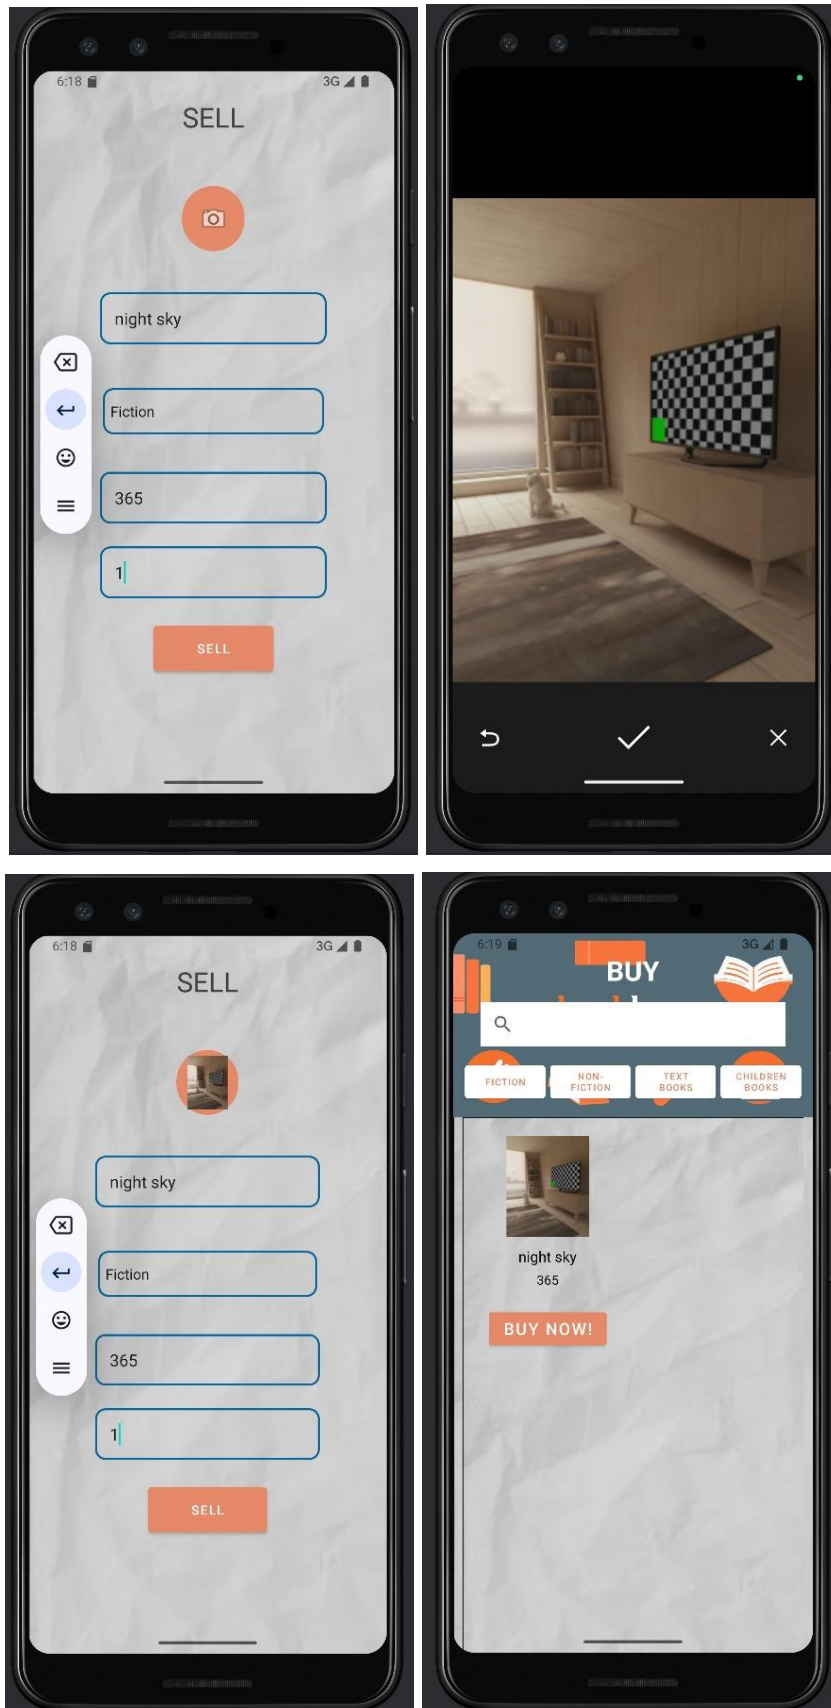 6:18
3G
SELL
night sky
Fiction
365
1
SELL
6:18
3G
SELL
night sky
Fiction
365
1
SELL
6:19
3G
BUY
FICTION
NON-
FICTION
TEXT
BOOKS
CHILDREN
BOOKS
night sky
365
BUY NOW!